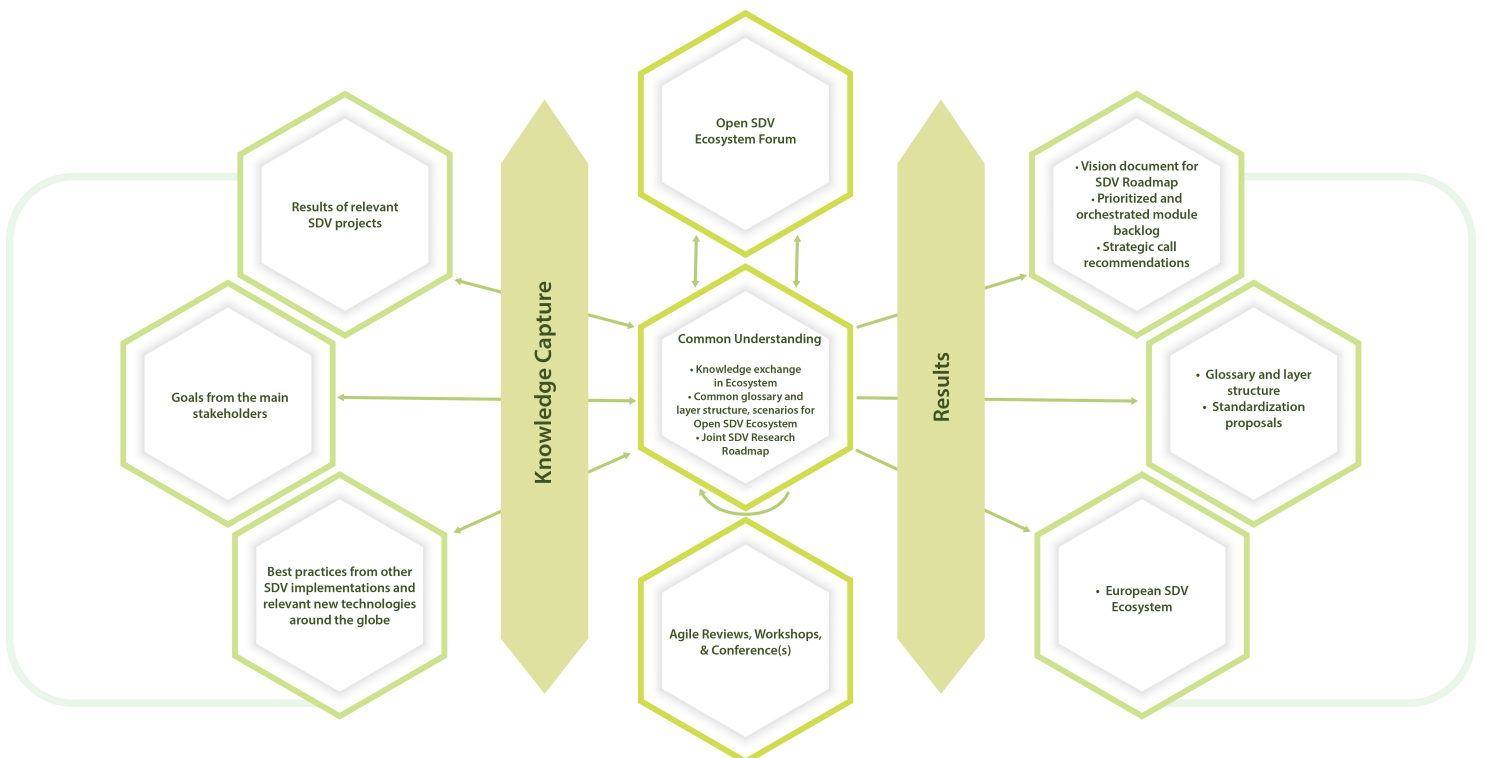 Results of relevant
SDV projects
Goals from the main
stakeholders
Best practices from other
SDV implementations and
relevant new technologies
around the globe
Knowledge Capture
Open SDV
Ecosystem Forum
Common Understanding
• Knowledge exchange
in Ecosystem
• Common glossary and
layer structure, scenarios for
Open SDV Ecosystem
• Joint SDV Research
Roadmap
Agile Reviews, Workshops,
& Conference(s)
Results
• Vision document for
SDV Roadmap
• Prioritized and
orchestrated module
backlog
• Strategic call
recommendations
• Glossary and layer
structure
• Standardization
proposals
• European SDV
Ecosystem